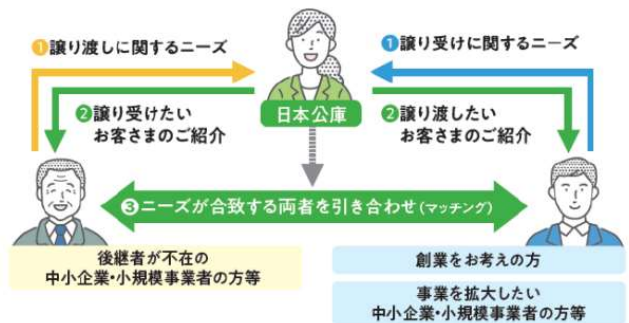 ❶譲り渡しに関するニーズ
❶譲り受けに関するニーズ
❷譲り受けたい
お客さまのご紹介
日本公庫
❷譲り渡したい
お客さまのご紹介
❸ニーズが合致する両者を引き合わせ(マッチング)
後継者が不在の
中小企業・小規模事業者の方等
創業をお考えの方
事業を拡大したい
中小企業・小規模事業者の方等